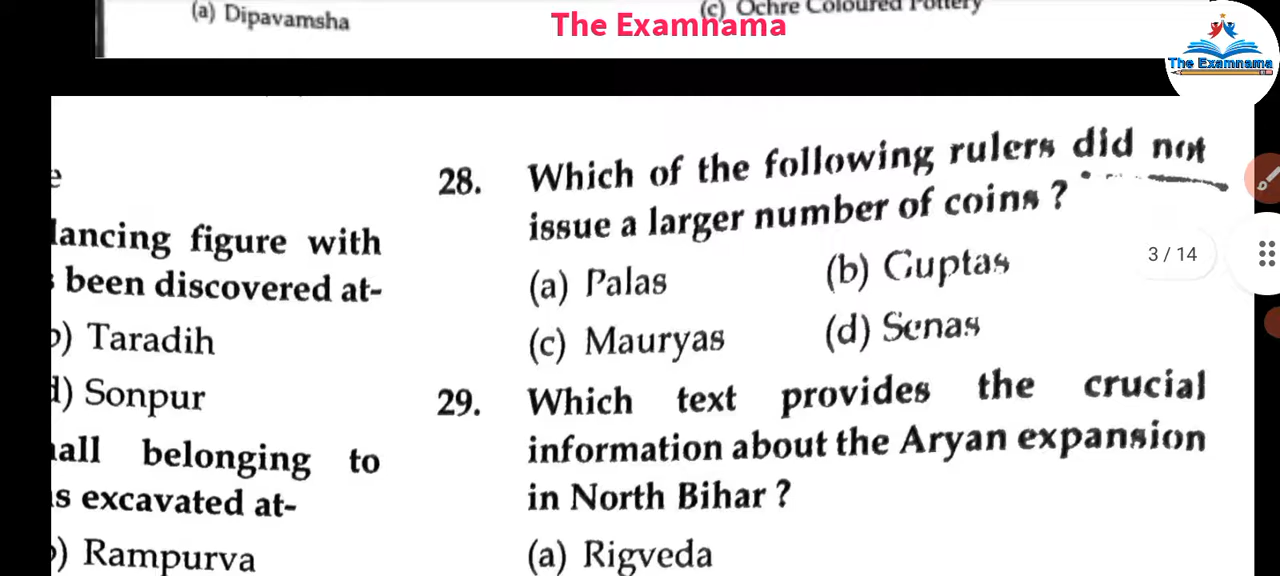 (a) Dipavamsha
(c) Ochre Coloured Pottery
The Examnama
The Examnama
28. Which of the following rulers did not
issue a larger number of coins ?
(a) Palas (b) Guptas
(c) Mauryas (d) Senas
3 / 14
29. Which text provides the crucial
information about the Aryan expansion
in North Bihar ?
(a) Rigveda
figure with
been discovered at-
Taradih
Sonpur
belonging to
excavated at-
Rampurva